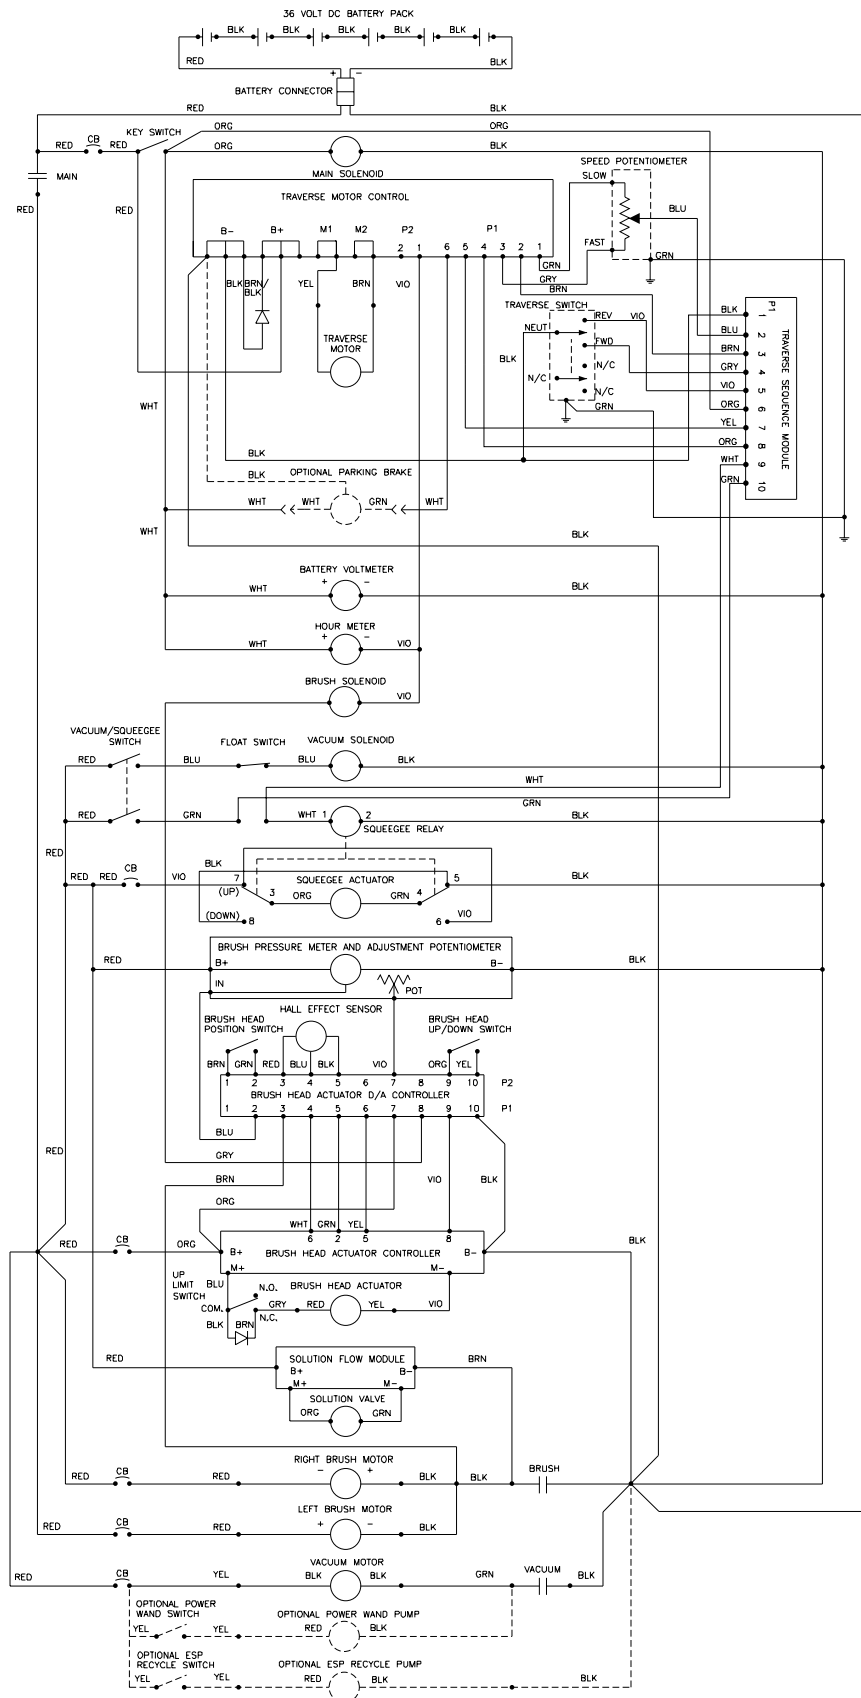 36 VOLT DC BATTERY PACK
BLK BLK BLK BLK BLK
RED BLK
+ –
BATTERY CONNECTOR
RED BLK
ORG ORG
KEY SWITCH
CB
RED RED ORG BLK
MAIN SOLENOID
SPEED POTENTIOMETER
MAIN
SLOW
TRAVERSE MOTOR CONTROL
RED RED BLU
B– B+ M1 M2 P2 P1
FAST
2 1 6 5 4 3 2 1
GRN
GRN
GRY
BRN
BLK BRN/
BLK
YEL BRN VIO
TRAVERSE SWITCH
P1
REV VIO BLK 1
NEUT BLU 2
TRAVERSE
MOTOR
FWD BRN 3
BLK
N/C GRY 4
N/C VIO 5
N/C
TRAVERSE SEQUENCE MODULE
WHT GRN ORG 6
YEL 7
ORG 8
BLK WHT 9
OPTIONAL PARKING BRAKE
BLK GRN 10
WHT WHT GRN WHT
WHT BLK
BATTERY VOLTMETER
+ –
WHT BLK
HOUR METER
+ –
WHT VIO
BRUSH SOLENOID
VIO
VACUUM/SQUEEGEE
SWITCH
FLOAT SWITCH VACUUM SOLENOID
RED BLU BLU BLK
WHT
GRN
RED GRN WHT 1 2 BLK
SQUEEGEE RELAY
RED
CB BLK
RED RED VIO 7 SQUEEGEE ACTUATOR 5 BLK
(UP) 3 ORG GRN 4
(DOWN) 8 6 VIO
BRUSH PRESSURE METER AND ADJUSTMENT POTENTIOMETER
RED B+ B– BLK
IN POT
HALL EFFECT SENSOR
BRUSH HEAD
POSITION SWITCH
BRUSH HEAD
UP/DOWN SWITCH
BRN GRN RED BLU BLK VIO ORG YEL
1 2 3 4 5 6 7 8 9 10 P2
BRUSH HEAD ACTUATOR D/A CONTROLLER
1 2 3 4 5 6 7 8 9 10 P1
BLU
RED GRY
BRN VIO BLK
ORG
WHT GRN YEL
6 2 5 8
RED CB ORG BLK
B+ BRUSH HEAD ACTUATOR CONTROLLER B–
M+ M–
UP
LIMIT
SWITCH
BLU N.O. BRUSH HEAD ACTUATOR
COM. GRY RED YEL VIO
N.C.
BLK BRN
RED SOLUTION FLOW MODULE BRN
B+ B–
M+ M–
SOLUTION VALVE
ORG GRN
RIGHT BRUSH MOTOR
– +
CB BRUSH
RED RED BLK BLK
LEFT BRUSH MOTOR
+ –
CB
RED RED BLK
VACUUM MOTOR
CB VACUUM
RED YEL BLK BLK GRN BLK
OPTIONAL POWER
WAND SWITCH
OPTIONAL POWER WAND PUMP
YEL YEL RED BLK
OPTIONAL ESP
RECYCLE SWITCH
OPTIONAL ESP RECYCLE PUMP
YEL YEL RED BLK BLK